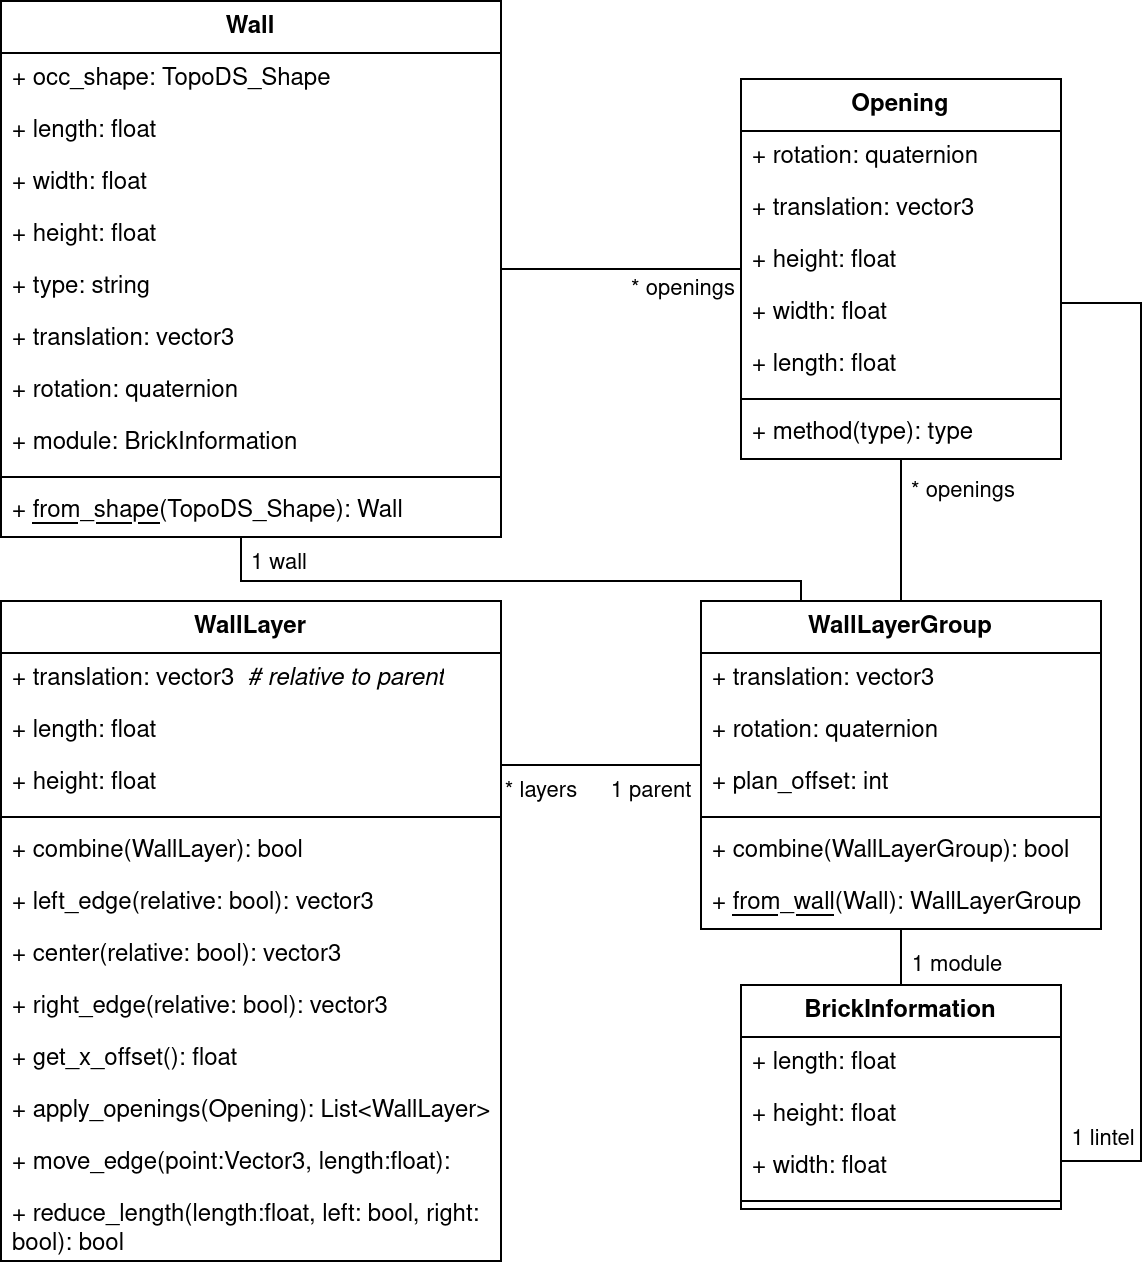 Wall
+ occ_shape: TopoDS_Shape
+ length: float
+ width: float
+ height: float
+ type: string
+ translation: vector3
+ rotation: quaternion
+ module: BrickInformation
+ from_shape(TopoDS_Shape): Wall
Opening
+ rotation: quaternion
+ translation: vector3
+ height: float
+ width: float
+ length: float
+ method(type): type
* openings
* openings
1 wall
WallLayer
+ translation: vector3 # relative to parent
+ length: float
+ height: float
+ combine(WallLayer): bool
+ left_edge(relative: bool): vector3
+ center(relative: bool): vector3
+ right_edge(relative: bool): vector3
+ get_x_offset(): float
+ apply_openings(Opening): List<WallLayer>
+ move_edge(point:Vector3, length:float):
+ reduce_length(length:float, left: bool, right:
bool): bool
* layers
1 parent
WallLayerGroup
+ translation: vector3
+ rotation: quaternion
+ plan_offset: int
+ combine(WallLayerGroup): bool
+ from_wall(Wall): WallLayerGroup
1 module
BrickInformation
+ length: float
+ height: float
+ width: float
1 lintel